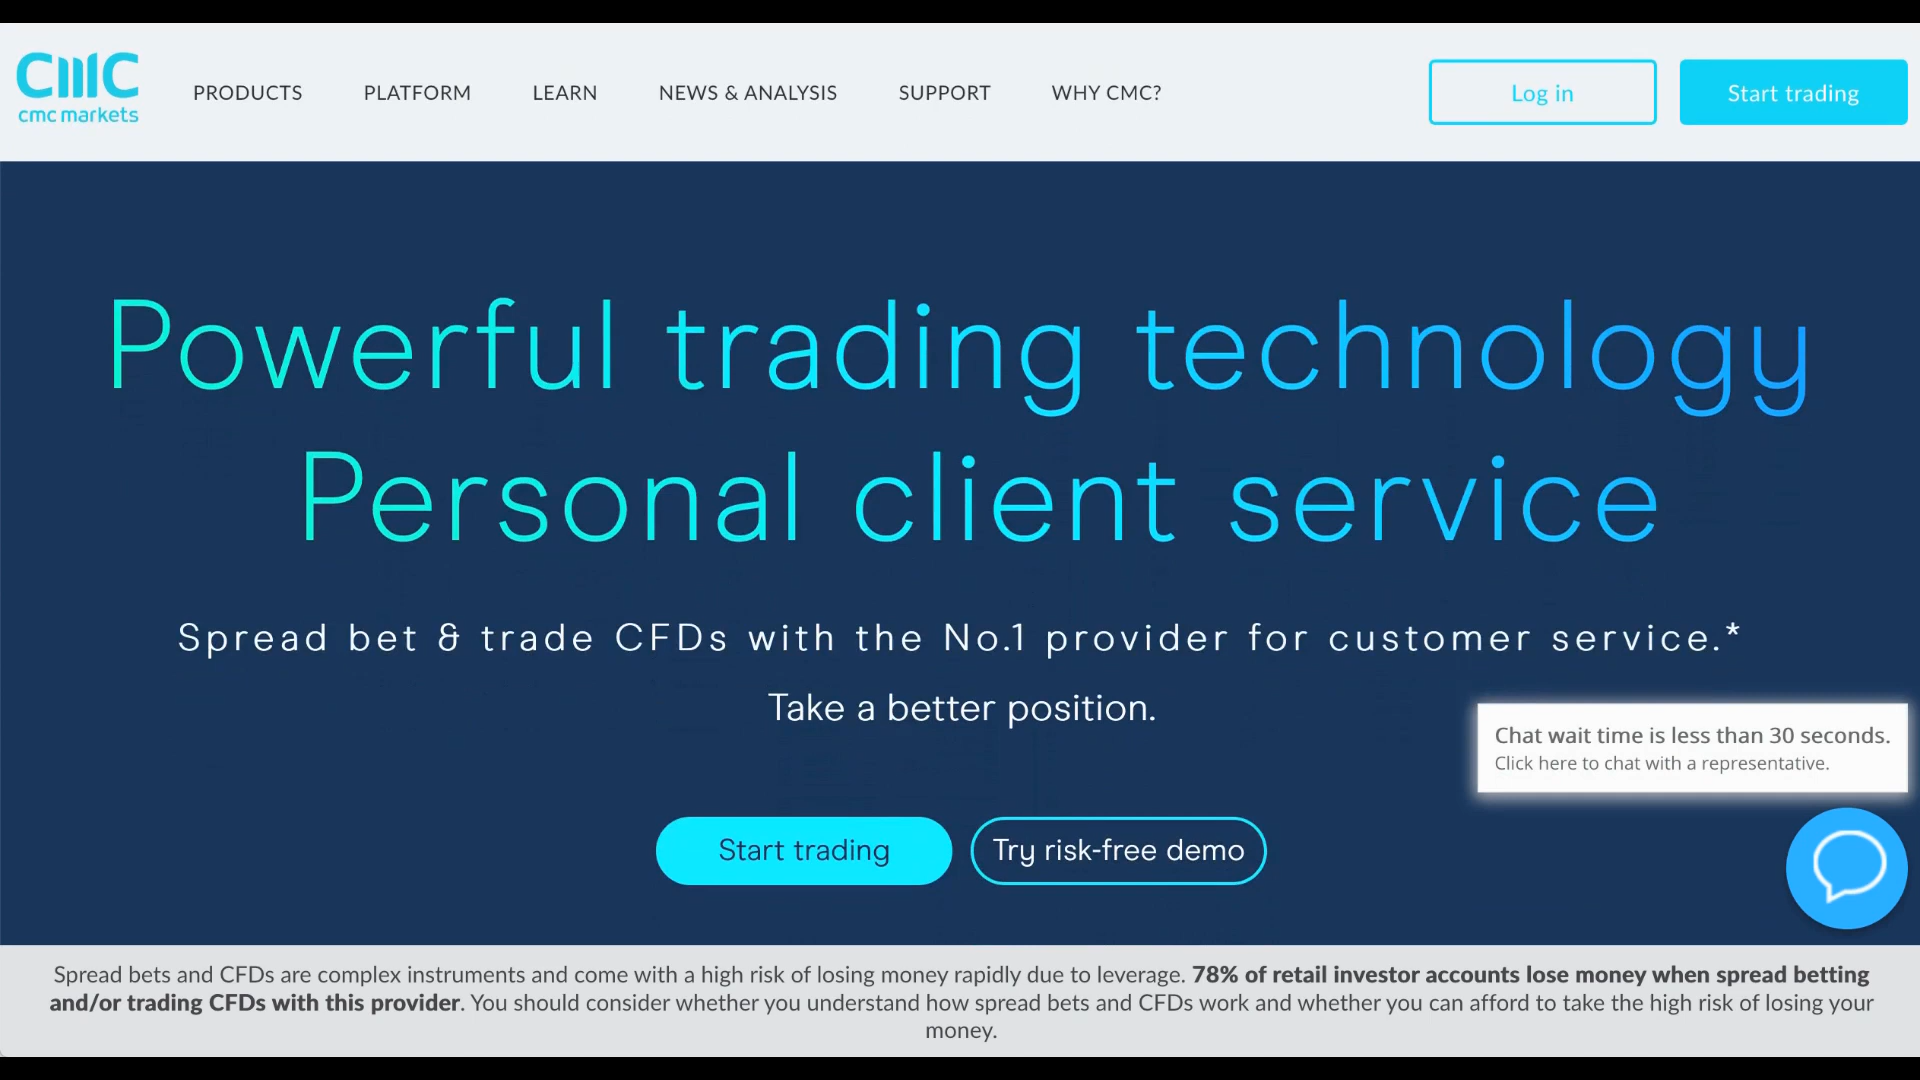 CMC
cmc markets
PRODUCTS
PLATFORM
LEARN
NEWS & ANALYSIS
SUPPORT
WHY CMC?
Log in
Start trading
Powerful trading technology
Personal client service
Spread bet & trade CFDs with the No.1 provider for customer service.*
Take a better position.
Chat wait time is less than 30 seconds.
Click here to chat with a representative.
Start trading
Try risk-free demo
Spread bets and CFDs are complex instruments and come with a high risk of losing money rapidly due to leverage. 78% of retail investor accounts lose money when spread betting
and/or trading CFDs with this provider. You should consider whether you understand how spread bets and CFDs work and whether you can afford to take the high risk of losing your
money.